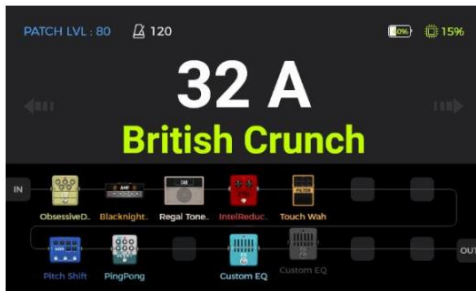 PATCH LVL : 80
120
15%
32 A
British Crunch
IN
ObsessiveD..
Blacknight..
Regal Tone..
IntelReduc..
Touch Wah
Pitch Shift
PingPong
Custom EQ
Custom EQ
OUT